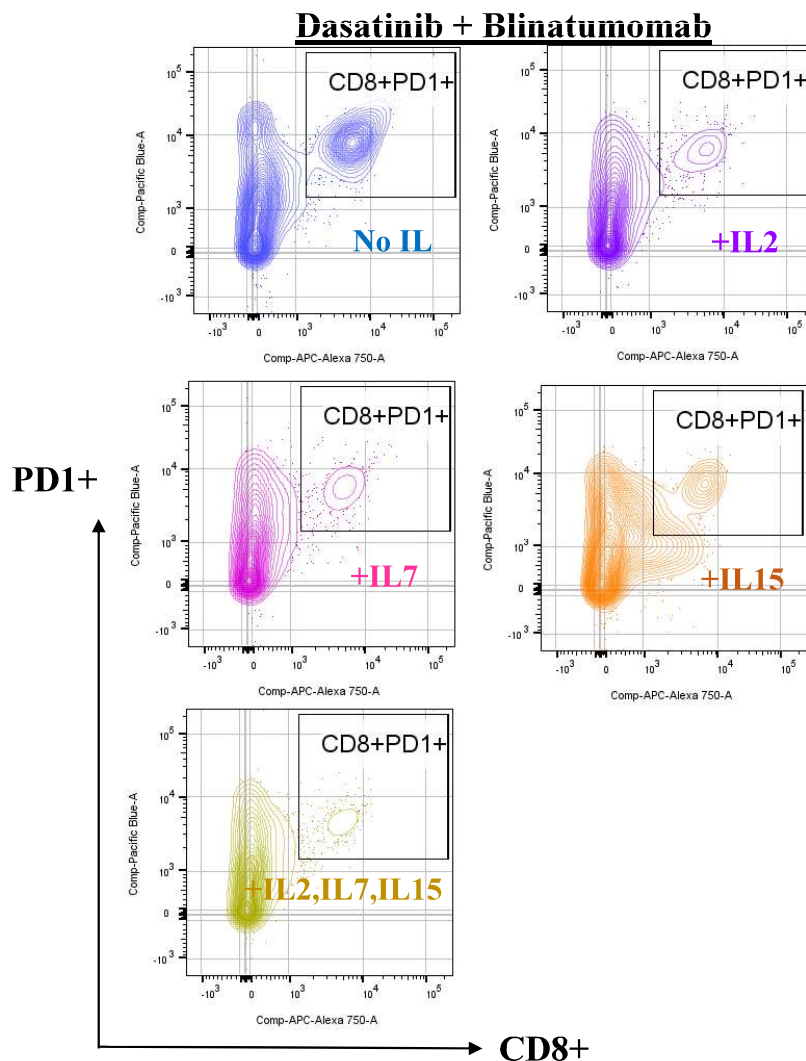 Dasatinib + Blinatumomab
CD8+PD1+
10^5
10^4
10^3
0
-10^3
Comp-Pacific Blue-A
No IL
-10^3 0 10^3 10^4 10^5
Comp-APC-Alexa 750-A
CD8+PD1+
10^5
10^4
10^3
0
-10^3
Comp-Pacific Blue-A
+IL2
-10^3 0 10^3 10^4 10^5
Comp-APC-Alexa 750-A
PD1+
CD8+PD1+
10^5
10^4
10^3
0
-10^3
Comp-Pacific Blue-A
+IL7
-10^3 0 10^3 10^4 10^5
Comp-APC-Alexa 750-A
CD8+PD1+
10^5
10^4
10^3
0
-10^3
Comp-Pacific Blue-A
+IL15
-10^3 0 10^3 10^4 10^5
Comp-APC-Alexa 750-A
CD8+PD1+
10^5
10^4
10^3
0
-10^3
Comp-Pacific Blue-A
+IL2,IL7,IL15
-10^3 0 10^3 10^4 10^5
Comp-APC-Alexa 750-A
CD8+